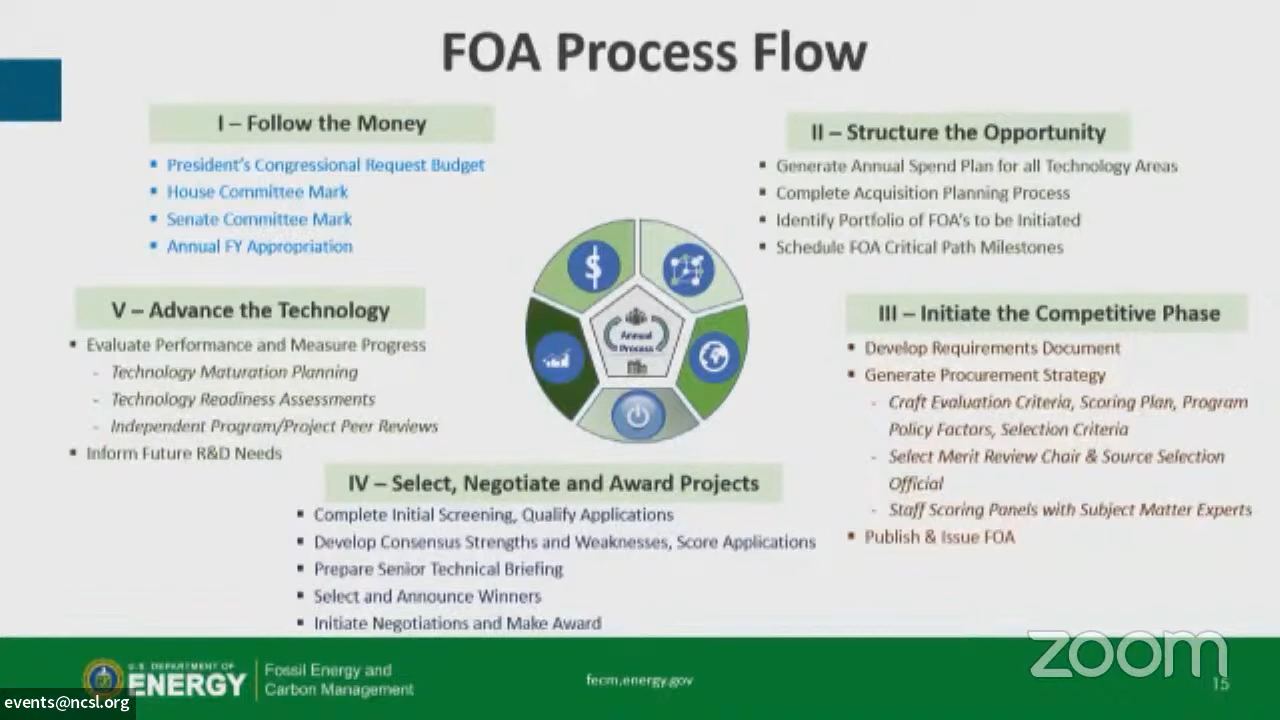 FOA Process Flow
I – Follow the Money
President's Congressional Request Budget
House Committee Mark
Senate Committee Mark
Annual FY Appropriation
II – Structure the Opportunity
Generate Annual Spend Plan for all Technology Areas
Complete Acquisition Planning Process
Identify Portfolio of FOA's to be Initiated
Schedule FOA Critical Path Milestones
Annual
Process
$
V – Advance the Technology
Evaluate Performance and Measure Progress
- Technology Maturation Planning
- Technology Readiness Assessments
- Independent Program/Project Peer Reviews
Inform Future R&D Needs
III – Initiate the Competitive Phase
Develop Requirements Document
Generate Procurement Strategy
- Craft Evaluation Criteria, Scoring Plan, Program
Policy Factors, Selection Criteria
- Select Merit Review Chair & Source Selection
Official
- Staff Scoring Panels with Subject Matter Experts
Publish & Issue FOA
IV – Select, Negotiate and Award Projects
Complete Initial Screening, Qualify Applications
Develop Consensus Strengths and Weaknesses, Score Applications
Prepare Senior Technical Briefing
Select and Announce Winners
Initiate Negotiations and Make Award
U.S. DEPARTMENT OF
ENERGY
Fossil Energy and
Carbon Management
fecm.energy.gov
zoom
15
events@ncsl.org